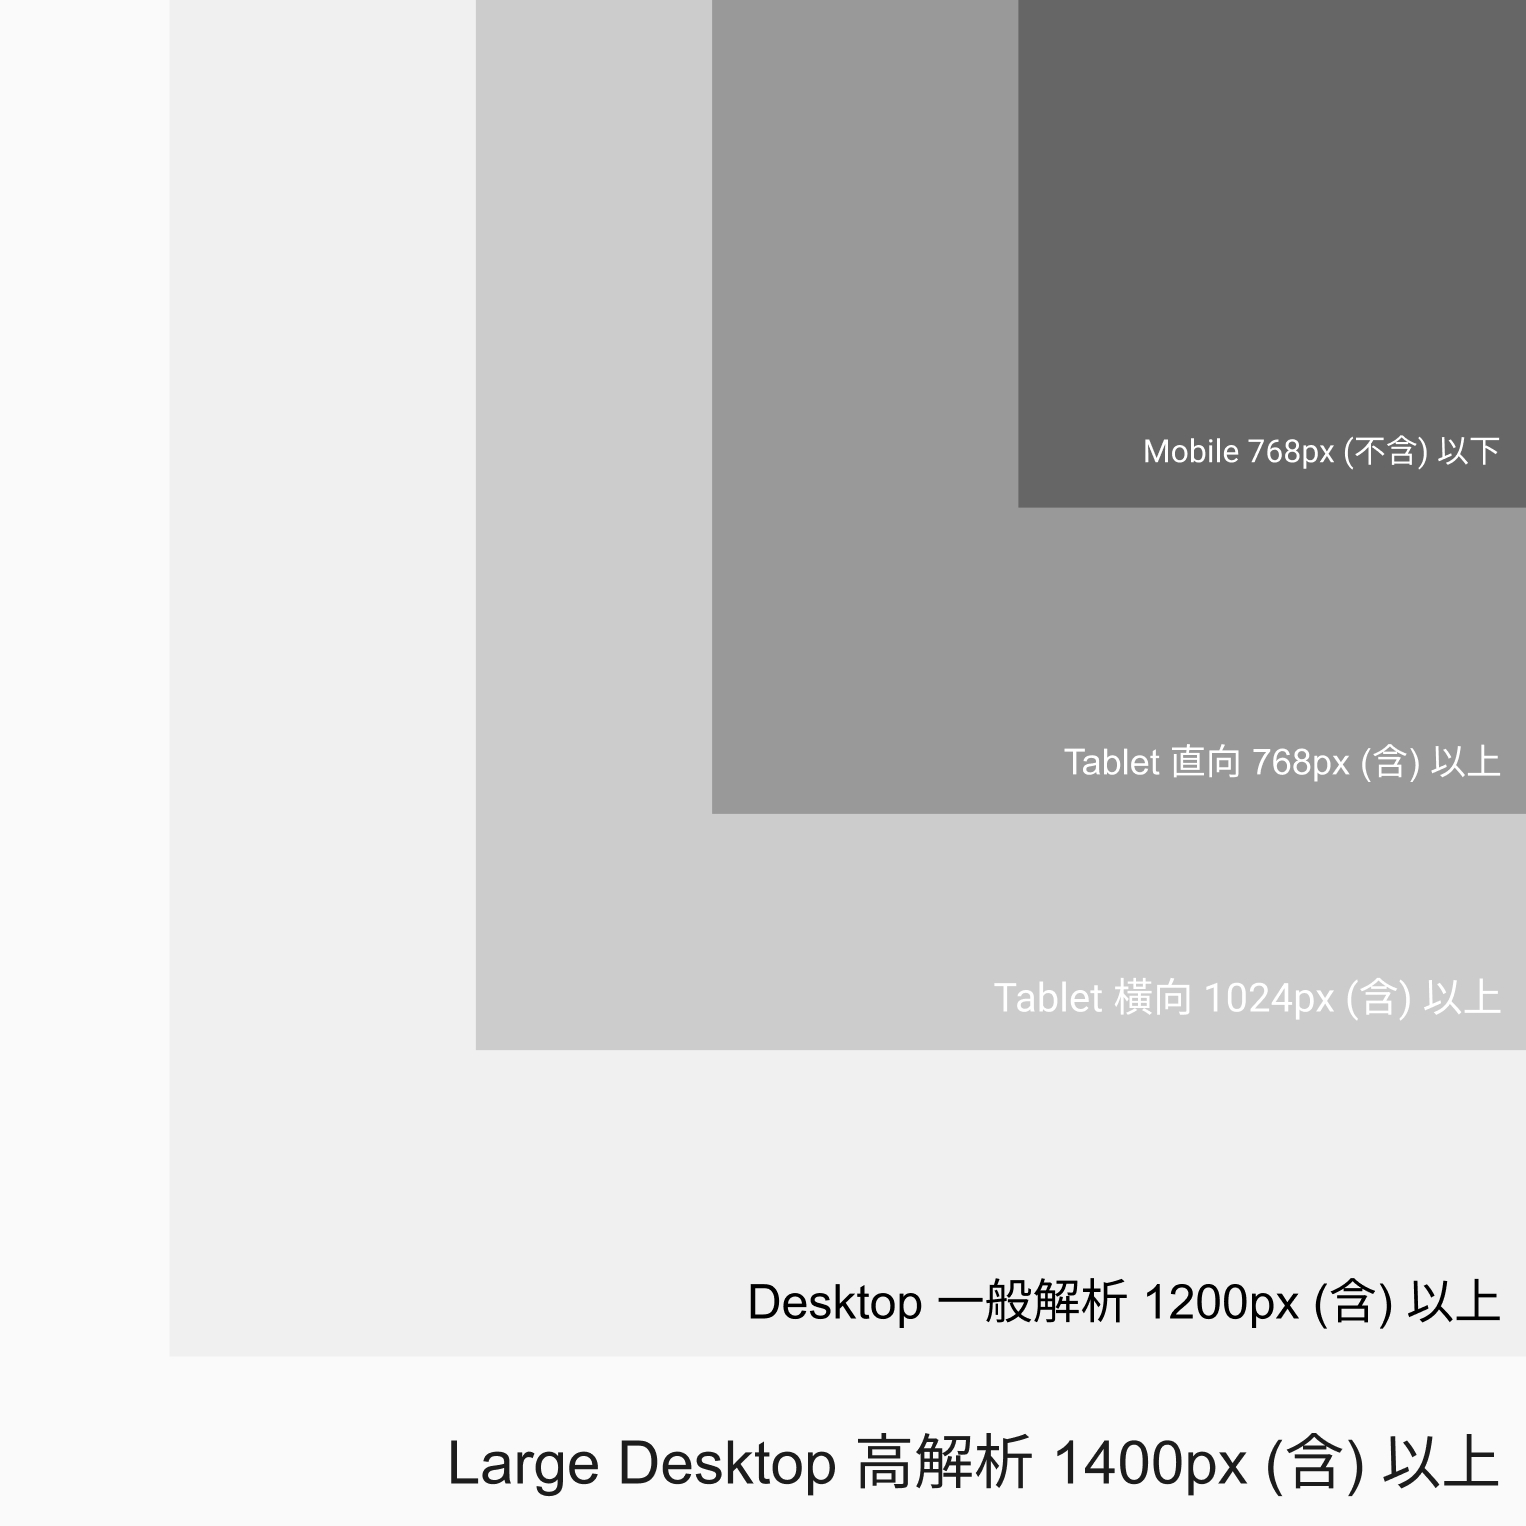 Mobile 768px (不含) 以下
Tablet 直向 768px (含) 以上
Tablet 橫向 1024px (含) 以上
Desktop 一般解析 1200px (含) 以上
Large Desktop 高解析 1400px (含) 以上